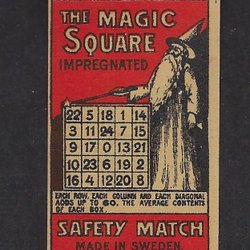 THE MAGIC
SQUARE
IMPREGNATED
22 5 18 1 14
3 11 24 7 15
9 17 0 13 21
10 23 6 19 2
16 4 12 20 8
EACH ROW, EACH COLUMN AND EACH DIAGONAL
ADDS UP TO 60. THE AVERAGE CONTENTS
OF EACH BOX.
SAFETY MATCH
MADE IN SWEDEN